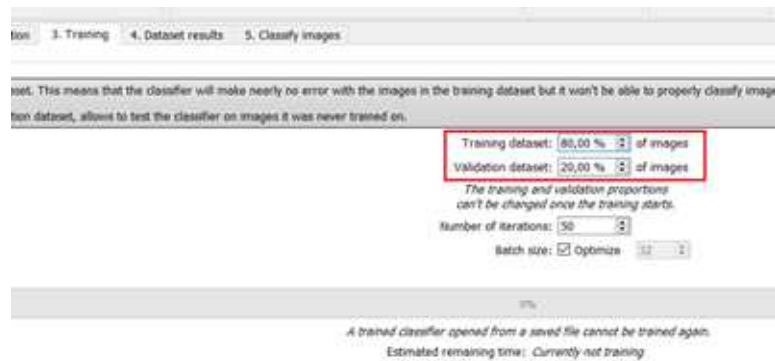 tion 3. Training 4. Dataset results 5. Classify images
set. This means that the classifier will make nearly no error with the images in the training dataset but it won't be able to properly classify image
tion dataset, allows to test the classifier on images it was never trained on.
Training dataset: 80,00 % of images
Validation dataset: 20,00 % of images
The training and validation proportions
can't be changed once the training starts.
Number of iterations: 50
Batch size: Optimize 32
0%
A trained classifier opened from a saved file cannot be trained again.
Estimated remaining time: Currently not training